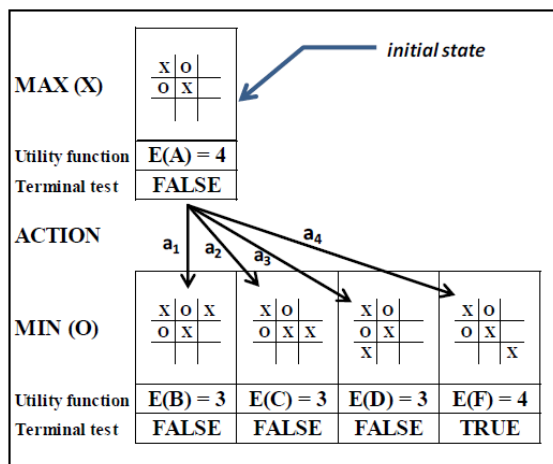 X O
initial state
MAX (X)
O X
Utility function E(A) = 4
Terminal test FALSE
ACTION
a1 a2 a3 a4
X O X X O X O X O
MIN (O)
O X O X X O X O X
X X
Utility function E(B) = 3 E(C) = 3 E(D) = 3 E(F) = 4
Terminal test FALSE FALSE FALSE TRUE